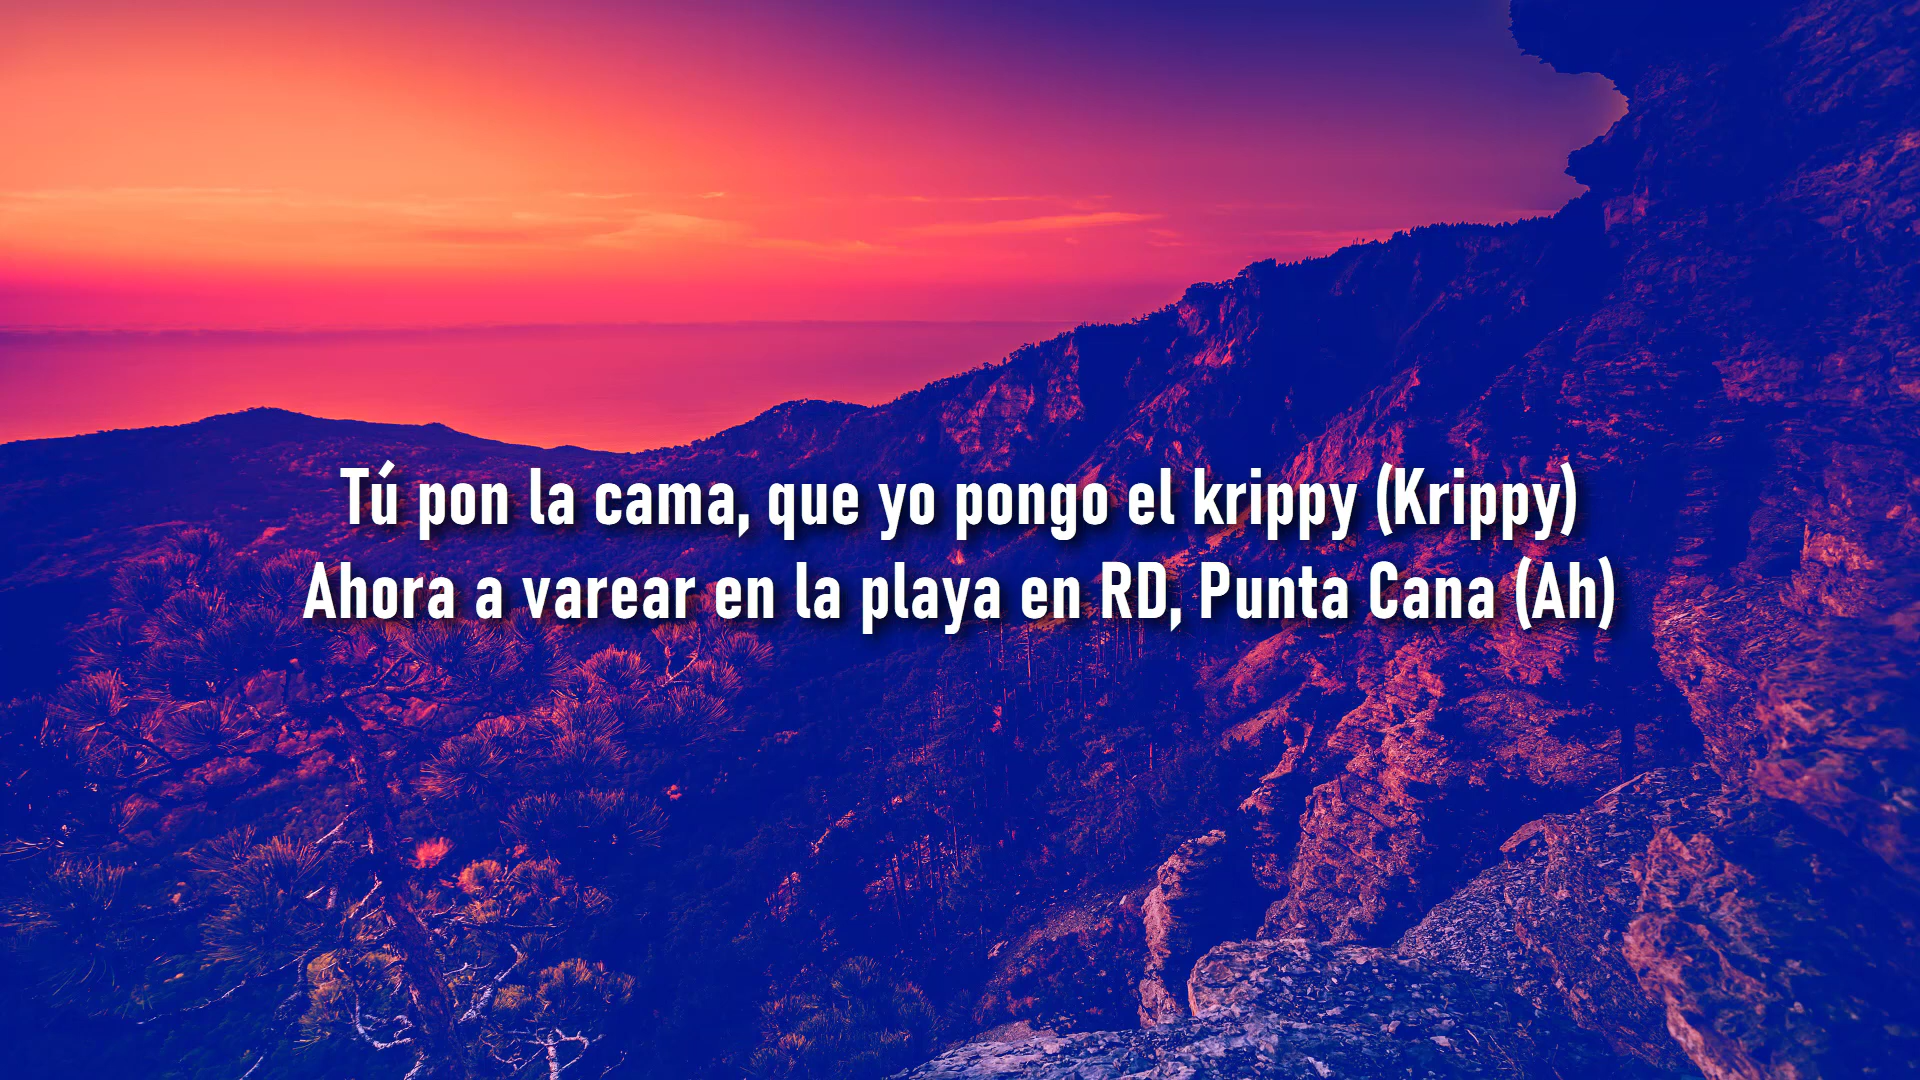 Tú pon la cama, que yo pongo el krippy (Krippy)
Ahora a varear en la playa en RD, Punta Cana (Ah)